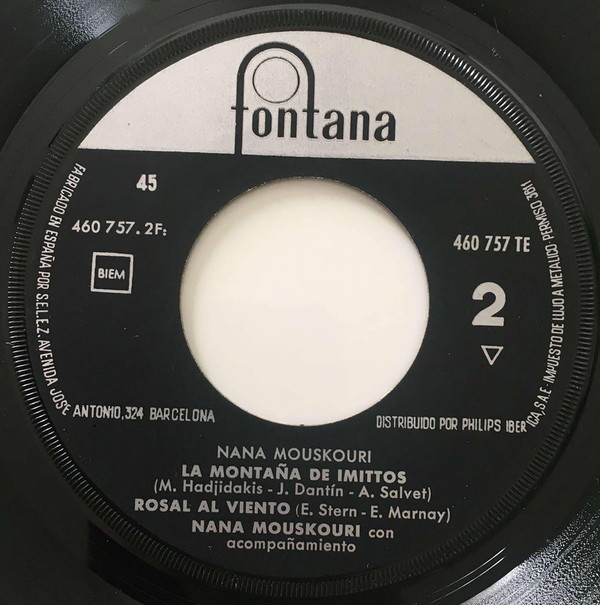 fontana
45
460 757.2F:
BIEM
460 757 TE
2
FABRICADO EN ESPAÑA POR S.E.L.E.Z. AVENIDA JOSE ANTONIO, 324 BARCELONA
DISTRIBUIDO POR PHILIPS IBERICA, S.A.E. IMPUESTO DE LUJO A METALICO-PERMISO 3611
NANA MOUSKOURI
LA MONTAÑA DE IMITTOS
(M. Hadjidakis - J. Dantín - A. Salvet)
ROSAL AL VIENTO (E. Stern - E. Marnay)
NANA MOUSKOURI con
acompañamiento